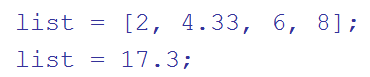 list = [2, 4.33, 6, 8];
list = 17.3;